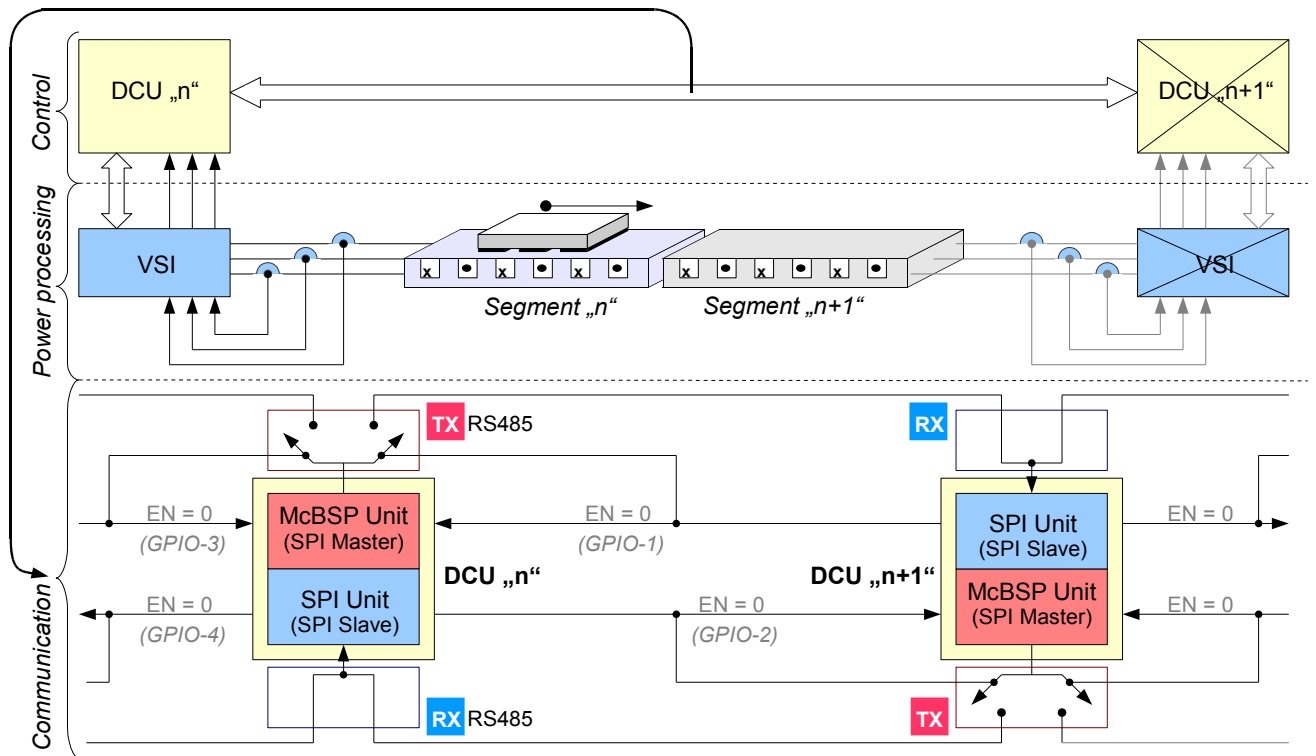 Control
DCU „n“
DCU „n+1“
Power processing
VSI
VSI
x
x
x
x
x
x
Segment „n“
Segment „n+1“
Communication
TX
RS485
RX
EN = 0
(GPIO-3)
McBSP Unit
(SPI Master)
EN = 0
(GPIO-1)
SPI Unit
(SPI Slave)
EN = 0
DCU „n“
DCU „n+1“
EN = 0
(GPIO-4)
SPI Unit
(SPI Slave)
EN = 0
(GPIO-2)
McBSP Unit
(SPI Master)
EN = 0
RX
RS485
TX